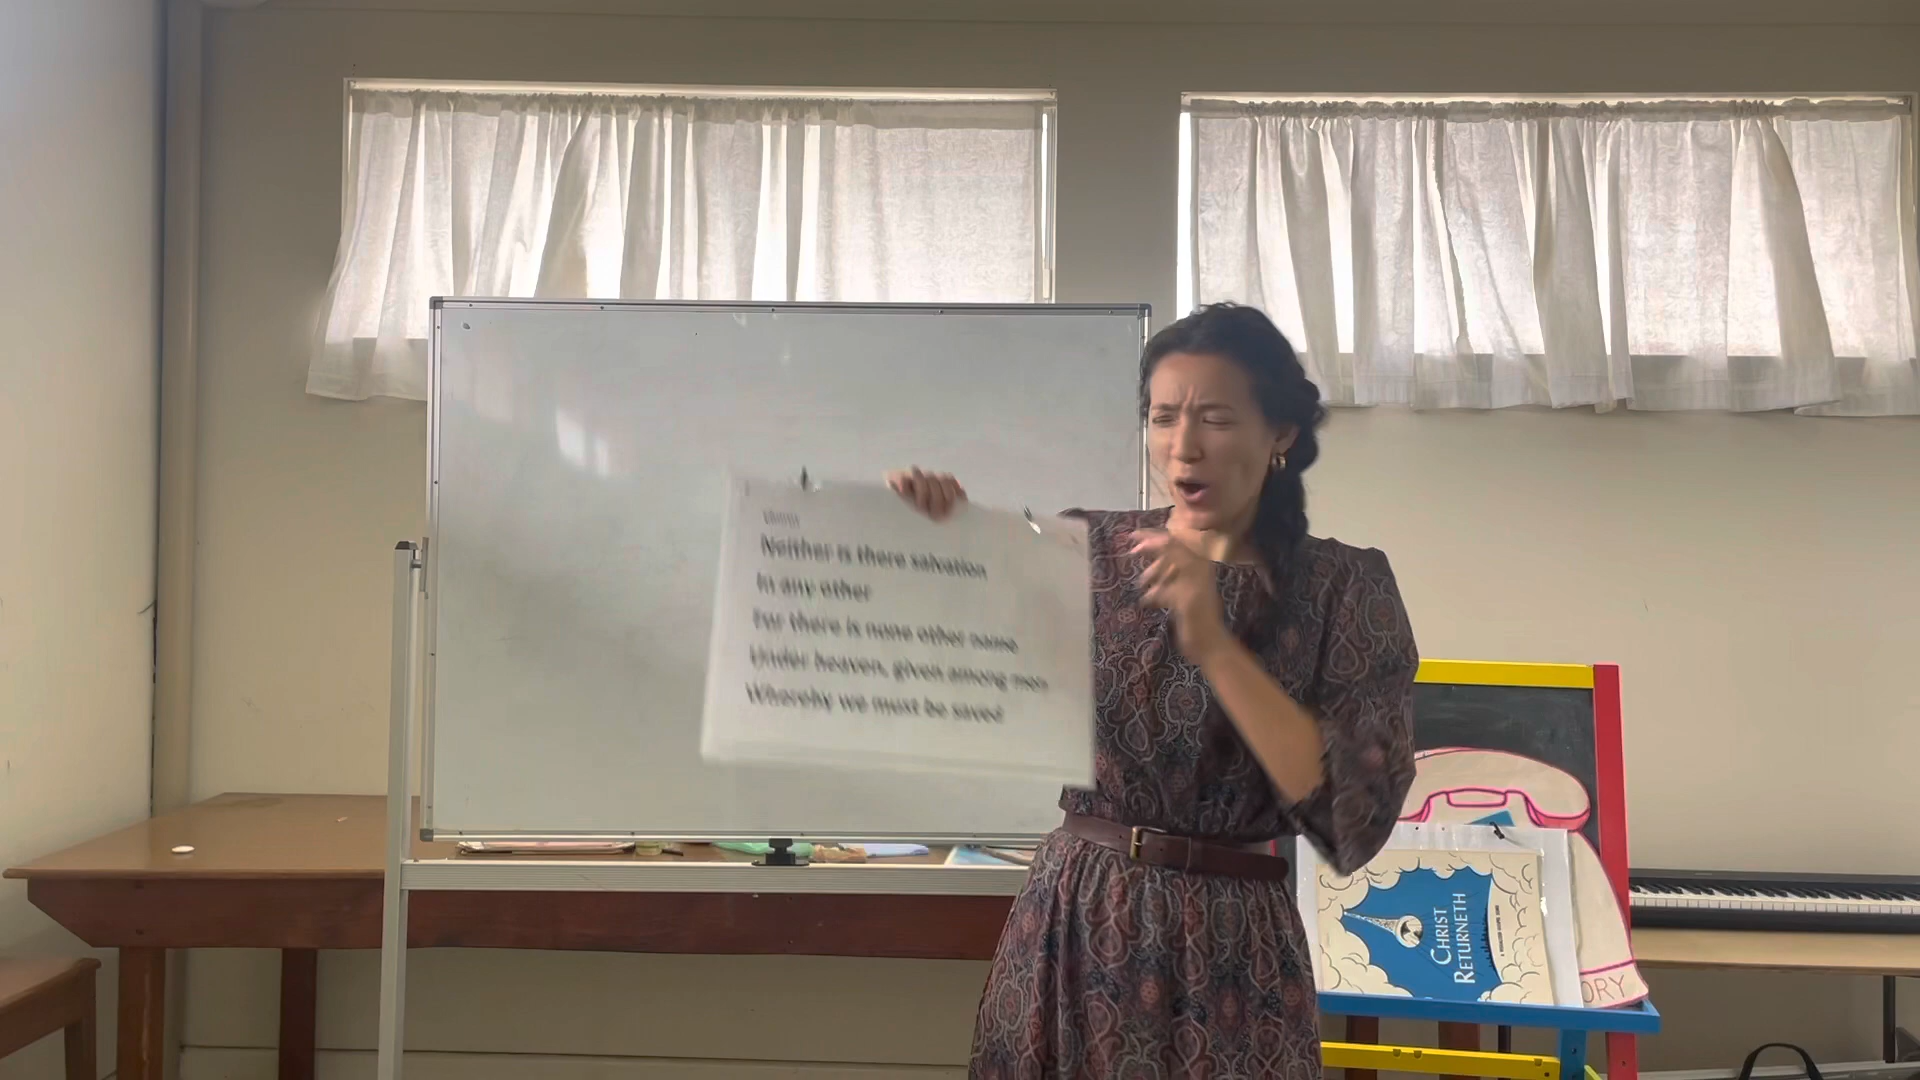 Neither is there salvation
In any other
For there is none other name
Under heaven, given among men
Whereby we must be saved
CHRIST
RETURNETH
ORY